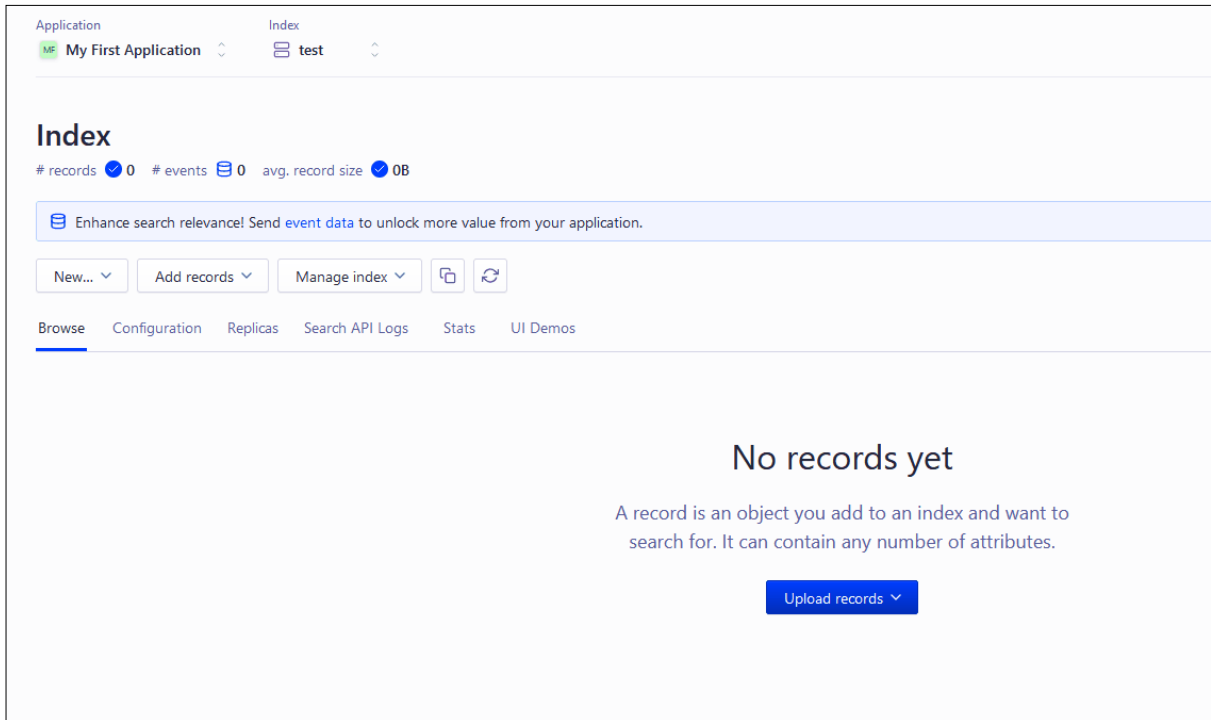 Application Index
MF My First Application test
Index
# records 0 # events 0 avg. record size 0B
Enhance search relevance! Send event data to unlock more value from your application.
New... Add records Manage index
Browse Configuration Replicas Search API Logs Stats UI Demos
No records yet
A record is an object you add to an index and want to
search for. It can contain any number of attributes.
Upload records